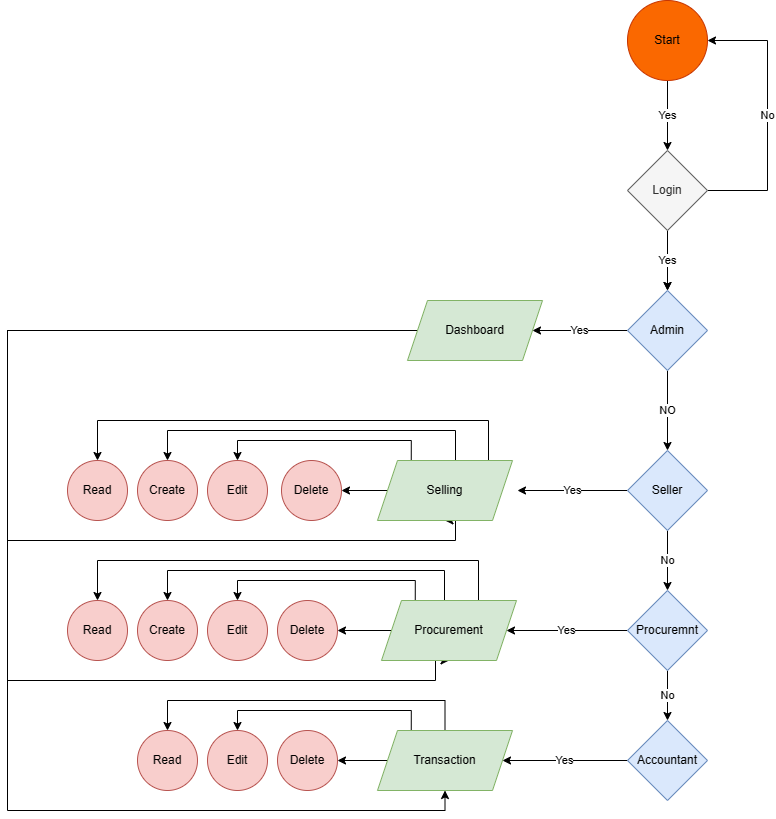 Start
Yes
No
Login
Yes
Dashboard
Yes
Admin
NO
Read
Create
Edit
Delete
Selling
Yes
Seller
No
Read
Create
Edit
Delete
Procurement
Yes
Procuremnt
No
Read
Edit
Delete
Transaction
Yes
Accountant